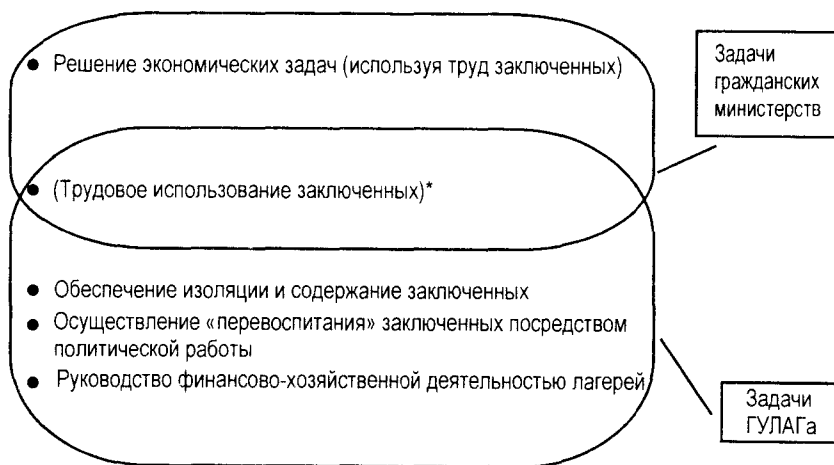 ● Решение экономических задач (используя труд заключенных)
Задачи
гражданских
министерств
● (Трудовое использование заключенных)*
● Обеспечение изоляции и содержание заключенных
● Осуществление «перевоспитания» заключенных посредством
политической работы
● Руководство финансово-хозяйственной деятельностью лагерей
Задачи
ГУЛАГа